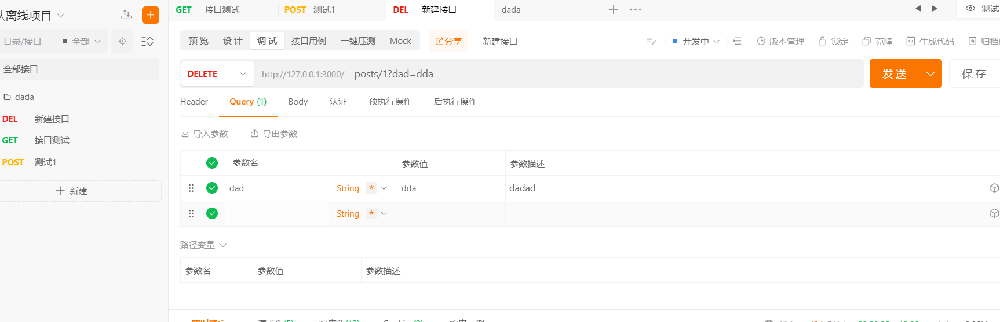 GET 接口测试 POST 测试1 DEL 新建接口 dada 测试
离线项目
目录/接口 全部
预览 设计 调试 接口用例 一键压测 Mock 分享 新建接口 开发中 版本管理 锁定 克隆 生成代码 归档
全部接口
DELETE http://127.0.0.1:3000/ posts/1?dad=dda 发送 保存
dada
DEL 新建接口
GET 接口测试
POST 测试1
新建
Header Query (1) Body 认证 预执行操作 后执行操作
导入参数 导出参数
参数名 参数值 参数描述
dad String * dda dadad
String *
路径变量
参数名 参数值 参数描述